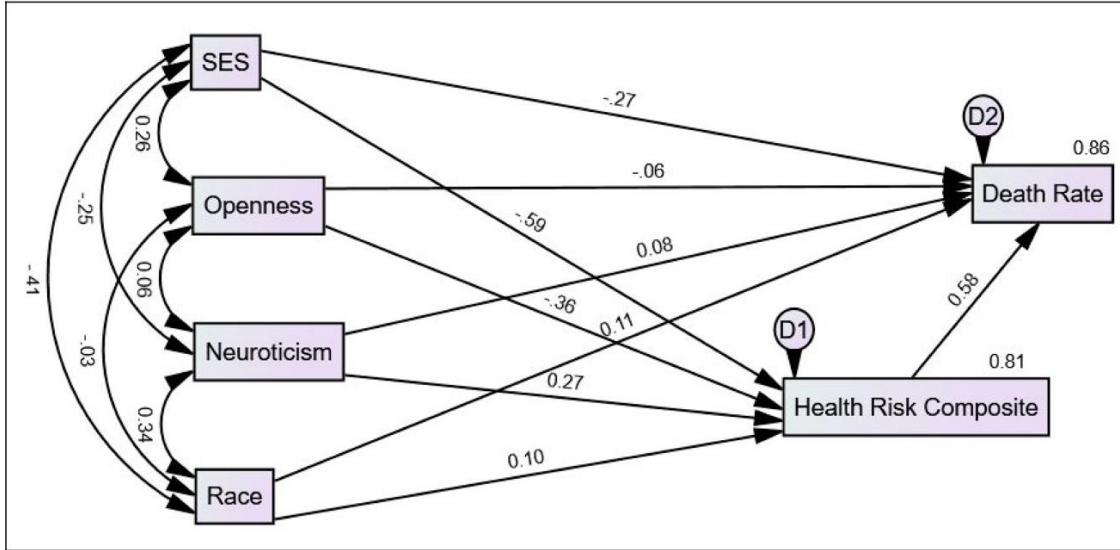 SES
-.27
D2
0.86
Death Rate
0.26
Openness
-.06
-.59
-.25
0.08
0.06
-.41
-.36
0.11
0.58
D1
0.81
-.03
Neuroticism
0.27
Health Risk Composite
0.34
0.10
Race